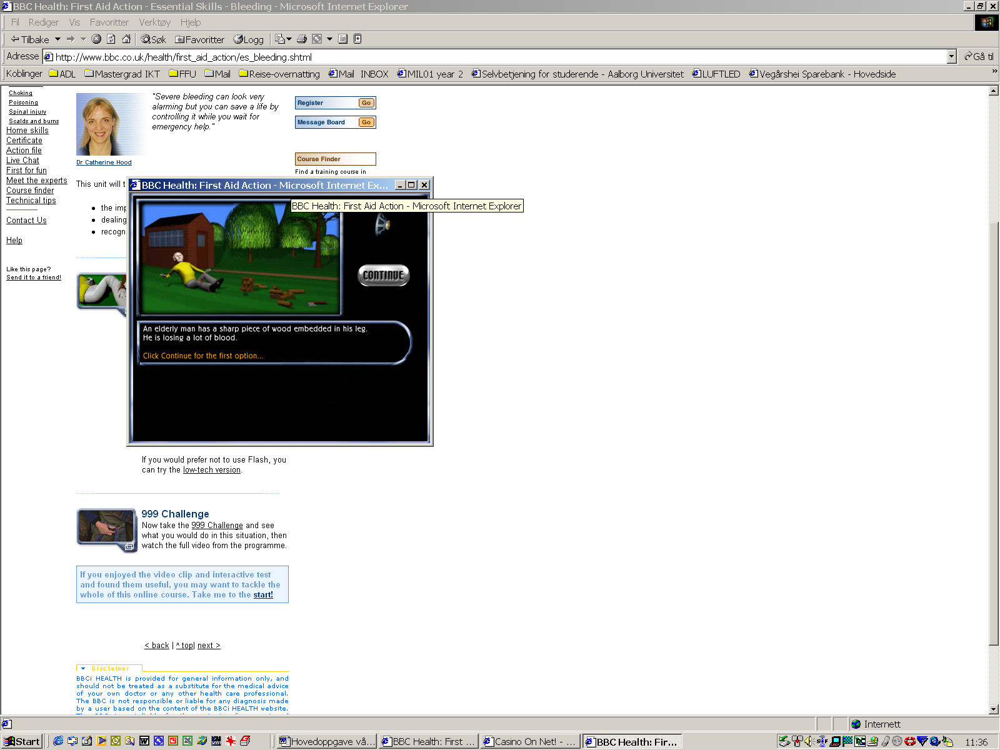 BBC Health: First Aid Action - Essential Skills - Bleeding - Microsoft Internet Explorer
Fil Rediger Vis Favoritter Verktøy Hjelp
Tilbake Søk Favoritter Logg
Adresse http://www.bbc.co.uk/health/first_aid_action/es_bleeding.shtml Gå til
Koblinger ADL Mastergrad IKT FFU Mail Reise-overnatting Mail INBOX MIL01 year 2 Selvbetjening for studerende - Aalborg Universitet LUFTLED Vegårshei Sparebank - Hovedside »
Choking
Poisoning
Spinal injury
Scalds and burns
Home skills
Certificate
Action file
Live Chat
First for fun
Meet the experts
Course finder
Technical tips
Contact Us
Help
Like this page?
Send it to a friend!
"Severe bleeding can look very
alarming but you can save a life by
controlling it while you wait for
emergency help."
Dr Catherine Hood
Register Go
Message Board Go
Course Finder
Find a training course in
This unit will t
the imp
dealing
recogn
BBC Health: First Aid Action - Microsoft Internet Ex...
BBC Health: First Aid Action - Microsoft Internet Explorer
CONTINUE
An elderly man has a sharp piece of wood embedded in his leg.
He is losing a lot of blood.
Click Continue for the first option...
If you would prefer not to use Flash, you
can try the low-tech version.
999 Challenge
Now take the 999 Challenge and see
what you would do in this situation, then
watch the full video from the programme.
If you enjoyed the video clip and interactive test
and found them useful, you may want to tackle the
whole of this online course. Take me to the start!
< back | ^ top| next >
Disclaimer
BBCi HEALTH is provided for general information only, and
should not be treated as a substitute for the medical advice
of your own doctor or any other health care professional.
The BBC is not responsible or liable for any diagnosis made
by a user based on the content of the BBCi HEALTH website.
Internett
Start Hovedoppgave vå... BBC Health: First ... Casino On Net! - ... BBC Health: Fir... 11:36